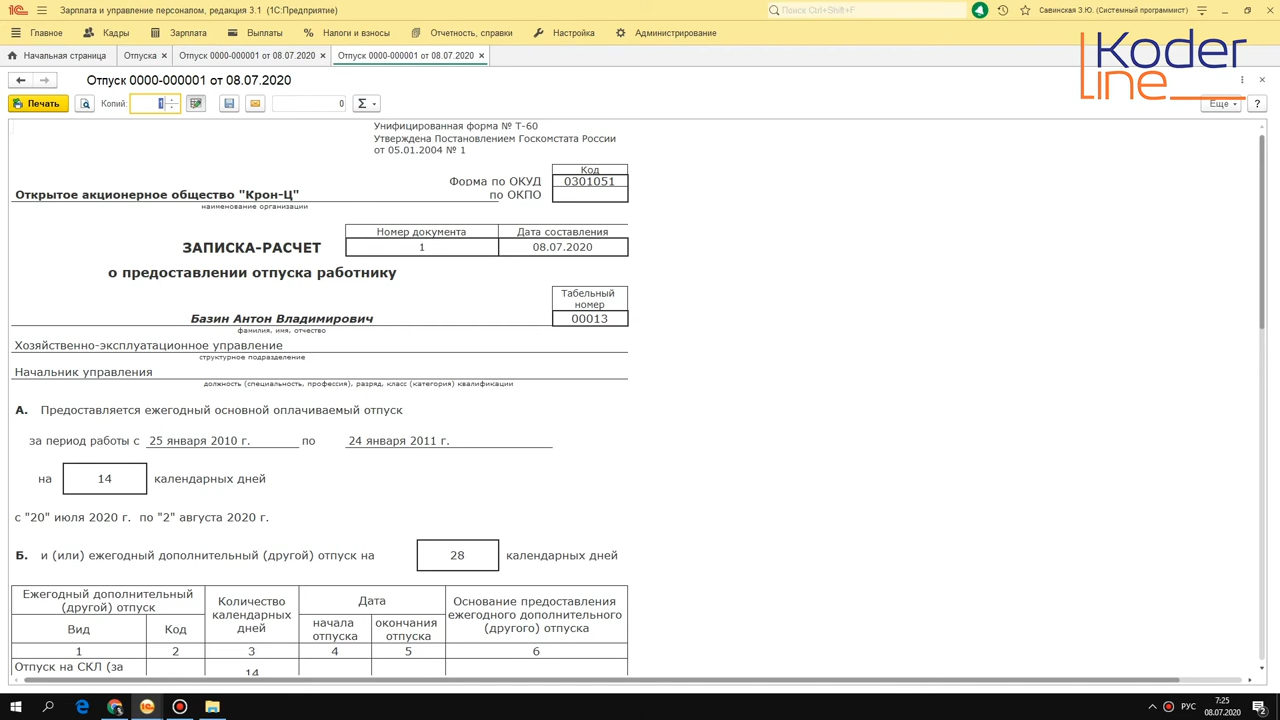 Зарплата и управление персоналом, редакция 3.1 (1С:Предприятие)
Поиск Ctrl+Shift+F
Савинская З.Ю. (Системный программист)
Главное
Кадры
Зарплата
Выплаты
Налоги и взносы
Отчетность, справки
Настройка
Администрирование
Начальная страница
Отпуска
Отпуск 0000-000001 от 08.07.2020
Отпуск 0000-000001 от 08.07.2020
Koder
line
Отпуск 0000-000001 от 08.07.2020
Печать
Копий:
1
0
Σ
Еще
?
Унифицированная форма № Т-60
Утверждена Постановлением Госкомстата России
от 05.01.2004 № 1
Код
Форма по ОКУД
0301051
Открытое акционерное общество "Крон-Ц"
по ОКПО
наименование организации
Номер документа
Дата составления
ЗАПИСКА-РАСЧЕТ
1
08.07.2020
о предоставлении отпуска работнику
Табельный
номер
Базин Антон Владимирович
00013
фамилия, имя, отчество
Хозяйственно-эксплуатационное управление
структурное подразделение
Начальник управления
должность (специальность, профессия), разряд, класс (категория) квалификации
А. Предоставляется ежегодный основной оплачиваемый отпуск
за период работы с 25 января 2010 г. по 24 января 2011 г.
на 14 календарных дней
с "20" июля 2020 г. по "2" августа 2020 г.
Б. и (или) ежегодный дополнительный (другой) отпуск на 28 календарных дней
Ежегодный дополнительный
(другой) отпуск
Количество
календарных
дней
Дата
Основание предоставления
ежегодного дополнительного
(другого) отпуска
Вид
Код
начала
отпуска
окончания
отпуска
1
2
3
4
5
6
Отпуск на СКЛ (за
14
РУС
7:25
08.07.2020
2